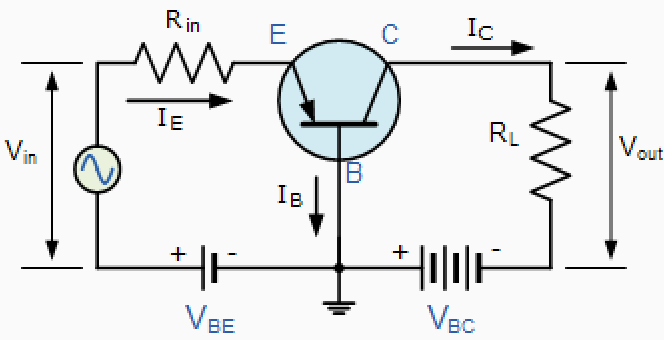 Rin
E
C
IC
IE
Vin
RL
Vout
B
IB
+ -
+ -
VBE
VBC